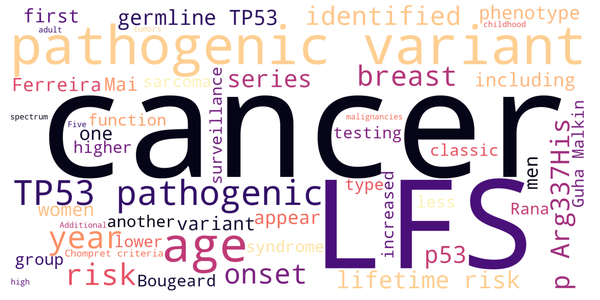 first
germline TP53
identified
phenotype
adult
tumors
childhood
pathogenic variant
Ferreira
Mai
sarcoma
series
breast
including
cancer
spectrum
Five
one
function
higher
surveillance
testing
malignancies
classic
men
Guha Malkin
p Arg337His
TP53 pathogenic
LFS
type
increased
less
Rana
women
another
variant
appear
Additional
year
lower
age
syndrome
p53
group
Chompret criteria
risk
Bougeard
onset
lifetime risk
high